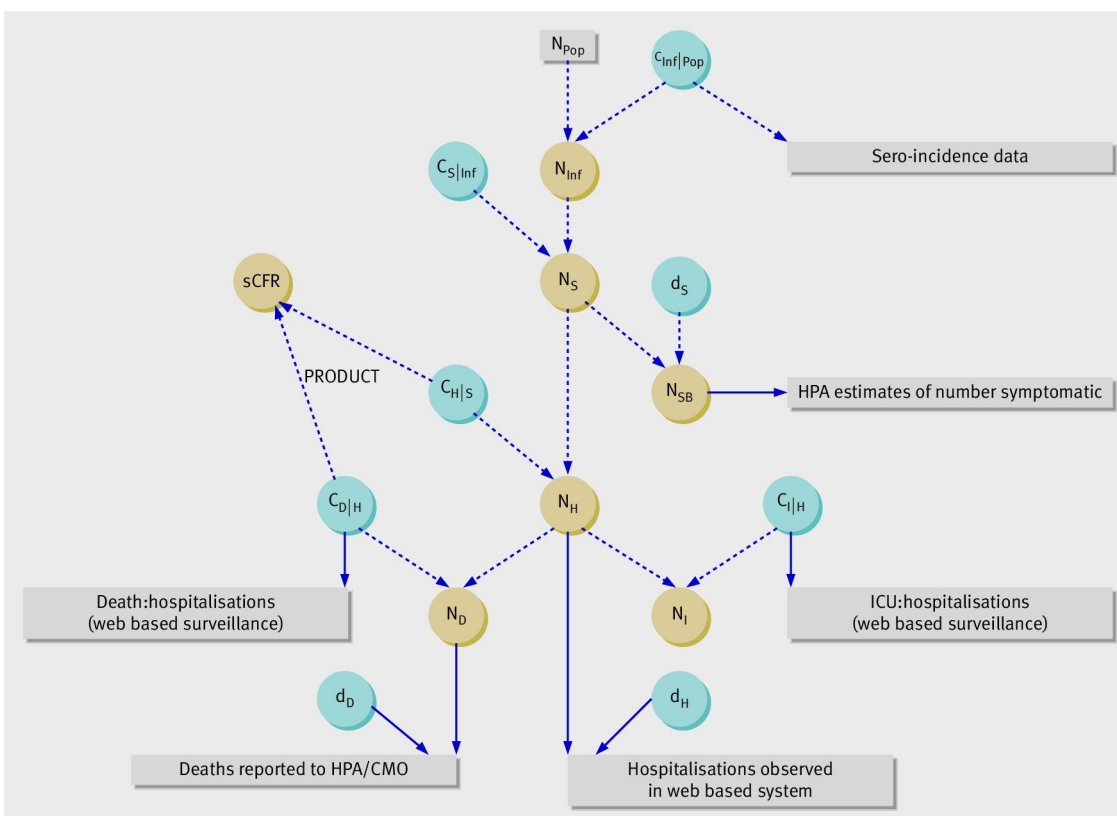 N_Pop
c_Inf|Pop
Sero-incidence data
C_S|Inf
N_Inf
sCFR
N_S
d_S
PRODUCT
C_H|S
N_SB
HPA estimates of number symptomatic
C_D|H
N_H
C_I|H
Death:hospitalisations
(web based surveillance)
N_D
N_I
ICU:hospitalisations
(web based surveillance)
d_D
d_H
Deaths reported to HPA/CMO
Hospitalisations observed
in web based system